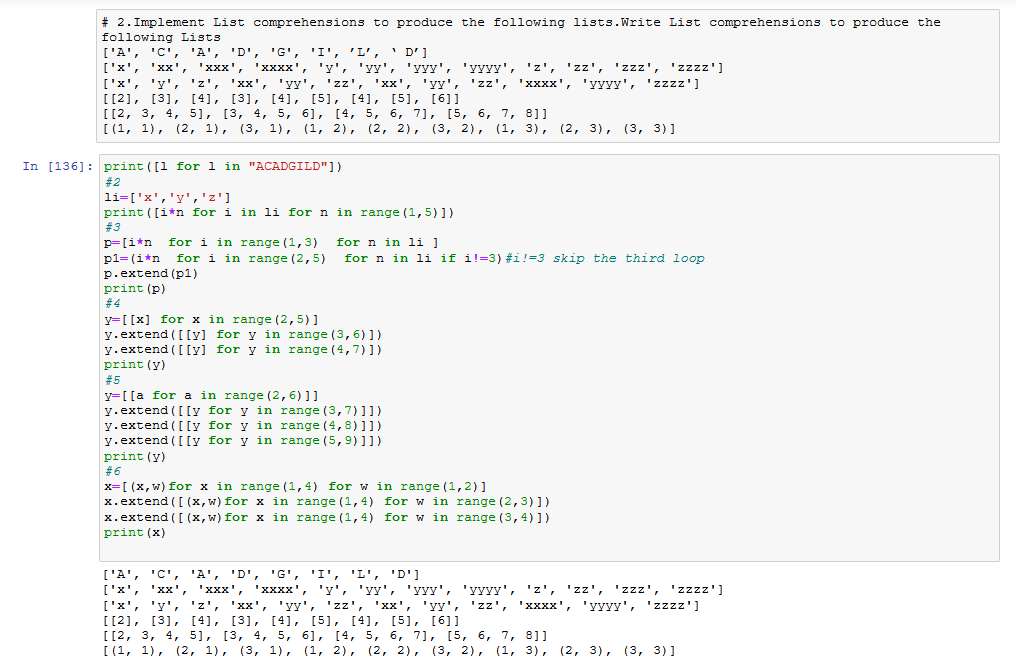 # 2.Implement List comprehensions to produce the following lists.Write List comprehensions to produce the
following Lists
['A', 'C', 'A', 'D', 'G', 'I', ’L’, ‘ D’]
['x', 'xx', 'xxx', 'xxxx', 'y', 'yy', 'yyy', 'yyyy', 'z', 'zz', 'zzz', 'zzzz']
['x', 'y', 'z', 'xx', 'yy', 'zz', 'xx', 'yy', 'zz', 'xxxx', 'yyyy', 'zzzz']
[[2], [3], [4], [3], [4], [5], [4], [5], [6]]
[[2, 3, 4, 5], [3, 4, 5, 6], [4, 5, 6, 7], [5, 6, 7, 8]]
[(1, 1), (2, 1), (3, 1), (1, 2), (2, 2), (3, 2), (1, 3), (2, 3), (3, 3)]
In [136]: print([l for l in "ACADGILD"])
#2
li=['x','y','z']
print([i*n for i in li for n in range(1,5)])
#3
p=[i*n  for i in range(1,3)  for n in li ]
p1=(i*n  for i in range(2,5)  for n in li if i!=3)#i!=3 skip the third loop
p.extend(p1)
print(p)
#4
y=[[x] for x in range(2,5)]
y.extend([[y] for y in range(3,6)])
y.extend([[y] for y in range(4,7)])
print(y)
#5
y=[[a for a in range(2,6)]]
y.extend([[y for y in range(3,7)]])
y.extend([[y for y in range(4,8)]])
y.extend([[y for y in range(5,9)]])
print(y)
#6
x=[(x,w)for x in range(1,4) for w in range(1,2)]
x.extend([(x,w)for x in range(1,4) for w in range(2,3)])
x.extend([(x,w)for x in range(1,4) for w in range(3,4)])
print(x)
['A', 'C', 'A', 'D', 'G', 'I', 'L', 'D']
['x', 'xx', 'xxx', 'xxxx', 'y', 'yy', 'yyy', 'yyyy', 'z', 'zz', 'zzz', 'zzzz']
['x', 'y', 'z', 'xx', 'yy', 'zz', 'xx', 'yy', 'zz', 'xxxx', 'yyyy', 'zzzz']
[[2], [3], [4], [3], [4], [5], [4], [5], [6]]
[[2, 3, 4, 5], [3, 4, 5, 6], [4, 5, 6, 7], [5, 6, 7, 8]]
[(1, 1), (2, 1), (3, 1), (1, 2), (2, 2), (3, 2), (1, 3), (2, 3), (3, 3)]